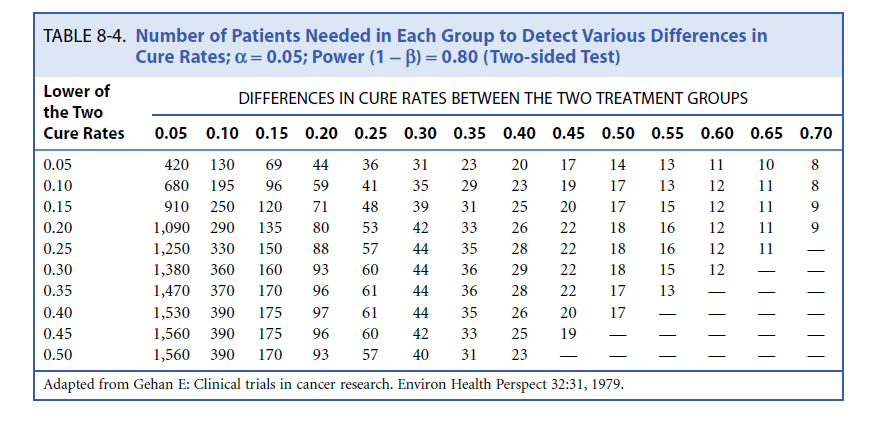 TABLE 8-4. Number of Patients Needed in Each Group to Detect Various Differences in
Cure Rates; α = 0.05; Power (1 – β) = 0.80 (Two-sided Test)
Lower of
the Two
Cure Rates
DIFFERENCES IN CURE RATES BETWEEN THE TWO TREATMENT GROUPS
0.05 0.10 0.15 0.20 0.25 0.30 0.35 0.40 0.45 0.50 0.55 0.60 0.65 0.70
0.05 420 130 69 44 36 31 23 20 17 14 13 11 10 8
0.10 680 195 96 59 41 35 29 23 19 17 13 12 11 8
0.15 910 250 120 71 48 39 31 25 20 17 15 12 11 9
0.20 1,090 290 135 80 53 42 33 26 22 18 16 12 11 9
0.25 1,250 330 150 88 57 44 35 28 22 18 16 12 11 —
0.30 1,380 360 160 93 60 44 36 29 22 18 15 12 — —
0.35 1,470 370 170 96 61 44 36 28 22 17 13 — — —
0.40 1,530 390 175 97 61 44 35 26 20 17 — — — —
0.45 1,560 390 175 96 60 42 33 25 19 — — — — —
0.50 1,560 390 170 93 57 40 31 23 — — — — — —
Adapted from Gehan E: Clinical trials in cancer research. Environ Health Perspect 32:31, 1979.